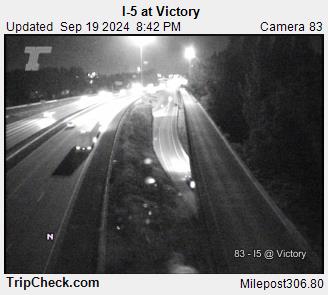 I-5 at Victory
Updated Sep 19 2024 8:42 PM Camera 83
N
83 - I5 @ Victory
TripCheck.com Milepost306.80